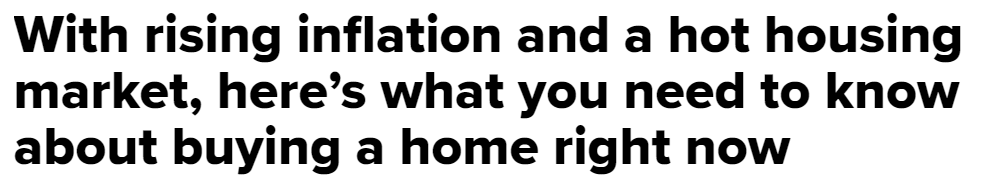 With rising inflation and a hot housing
market, here’s what you need to know
about buying a home right now